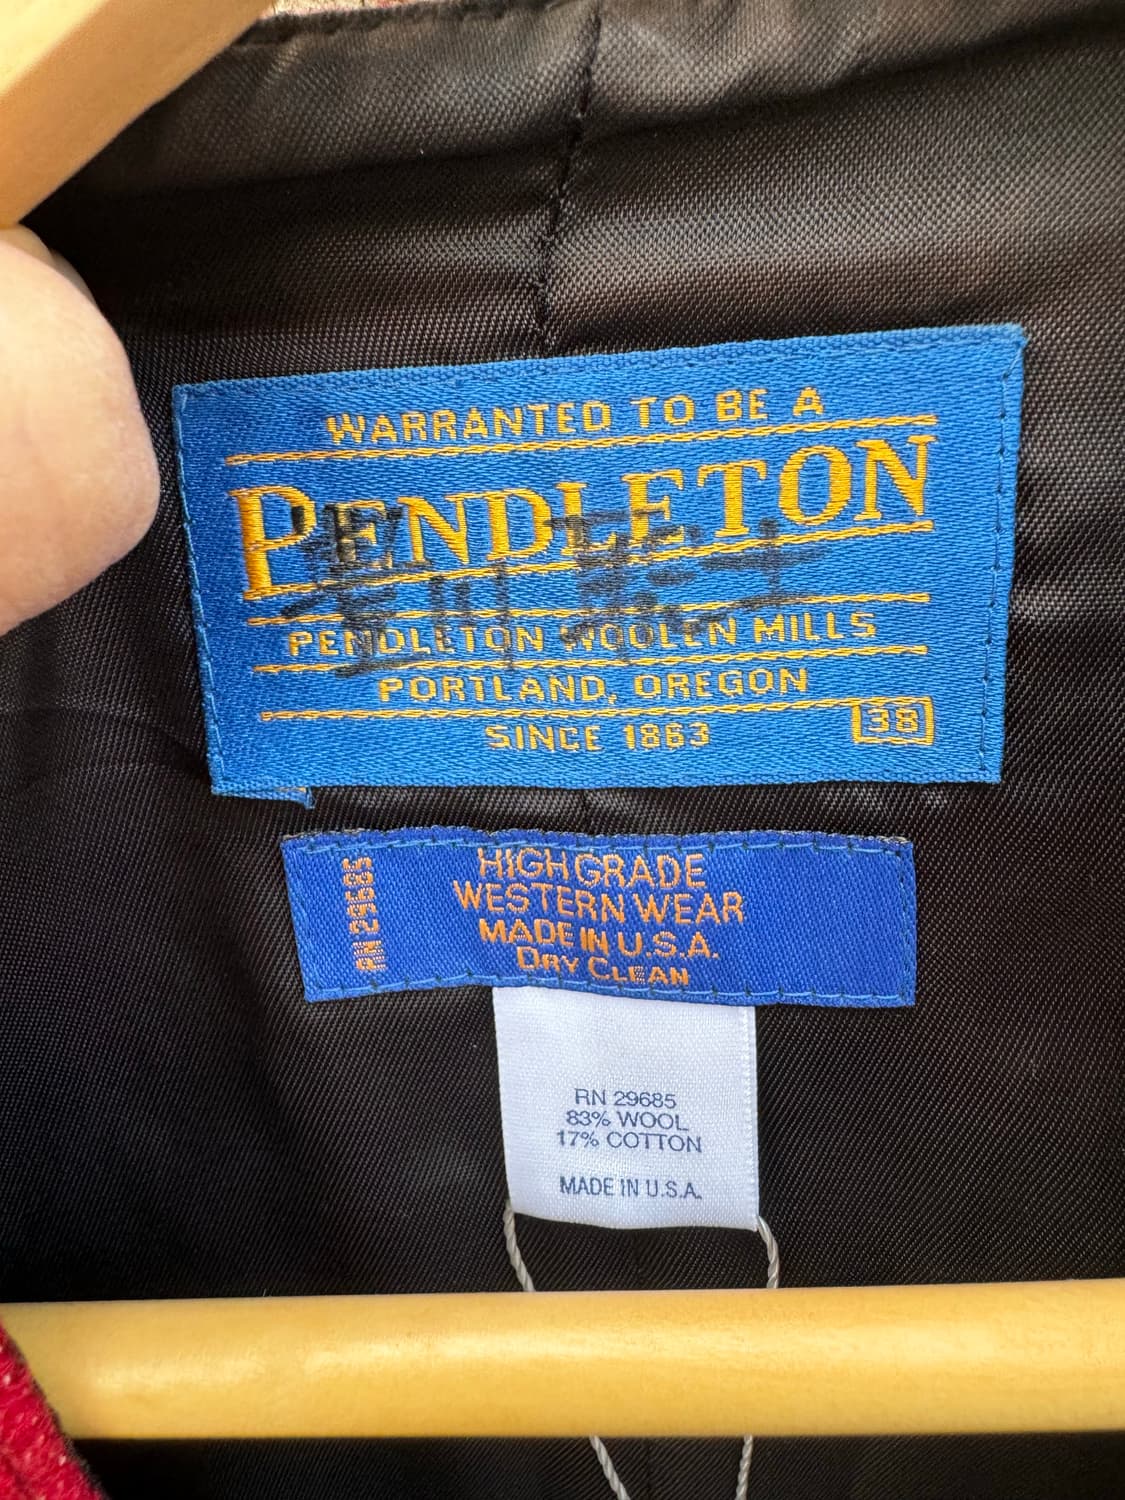 WARRANTED TO BE A
PENDLETON
PENDLETON WOOLEN MILLS
PORTLAND, OREGON
SINCE 1863
38
RN 29685
HIGH GRADE
WESTERN WEAR
MADE IN U.S.A.
DRY CLEAN
RN 29685
83% WOOL
17% COTTON
MADE IN U.S.A.